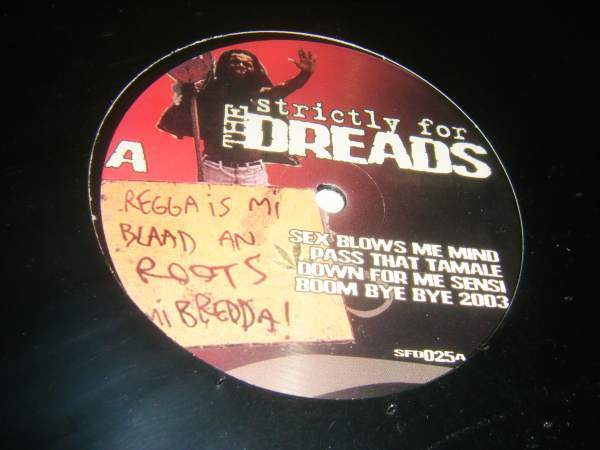 strictly for
THE DREADS
A
REGGA iS Mi
BLAAD AN
ROOTS
Mi BREDDA!
SEX BLOWS ME MIND
PASS THAT TAMALE
DOWN FOR ME SENSI
BOOM BYE BYE 2003
SFD025A